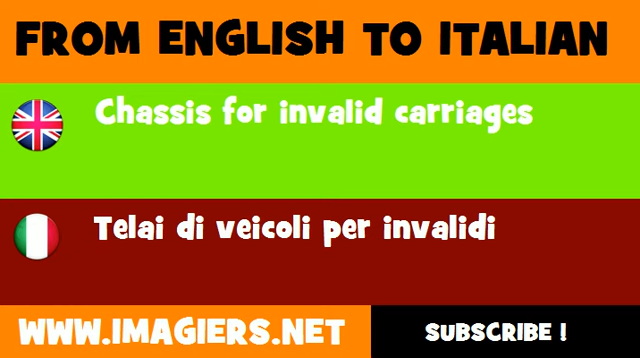 FROM ENGLISH TO ITALIAN
Chassis for invalid carriages
Telai di veicoli per invalidi
WWW.IMAGIERS.NET
SUBSCRIBE !